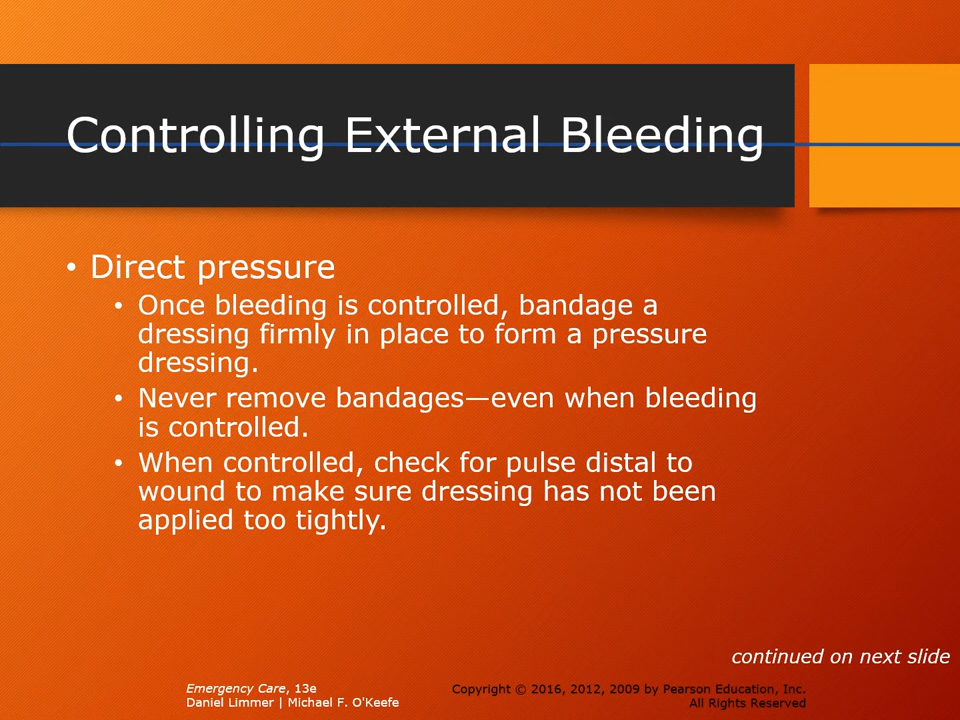 Controlling External Bleeding
• Direct pressure
• Once bleeding is controlled, bandage a
dressing firmly in place to form a pressure
dressing.
• Never remove bandages—even when bleeding
is controlled.
• When controlled, check for pulse distal to
wound to make sure dressing has not been
applied too tightly.
continued on next slide
Emergency Care, 13e
Daniel Limmer | Michael F. O'Keefe
Copyright © 2016, 2012, 2009 by Pearson Education, Inc.
All Rights Reserved